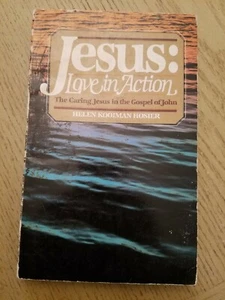 Jesus:
Love in Action
The Caring Jesus in the Gospel of John
HELEN KOOIMAN HOSIER